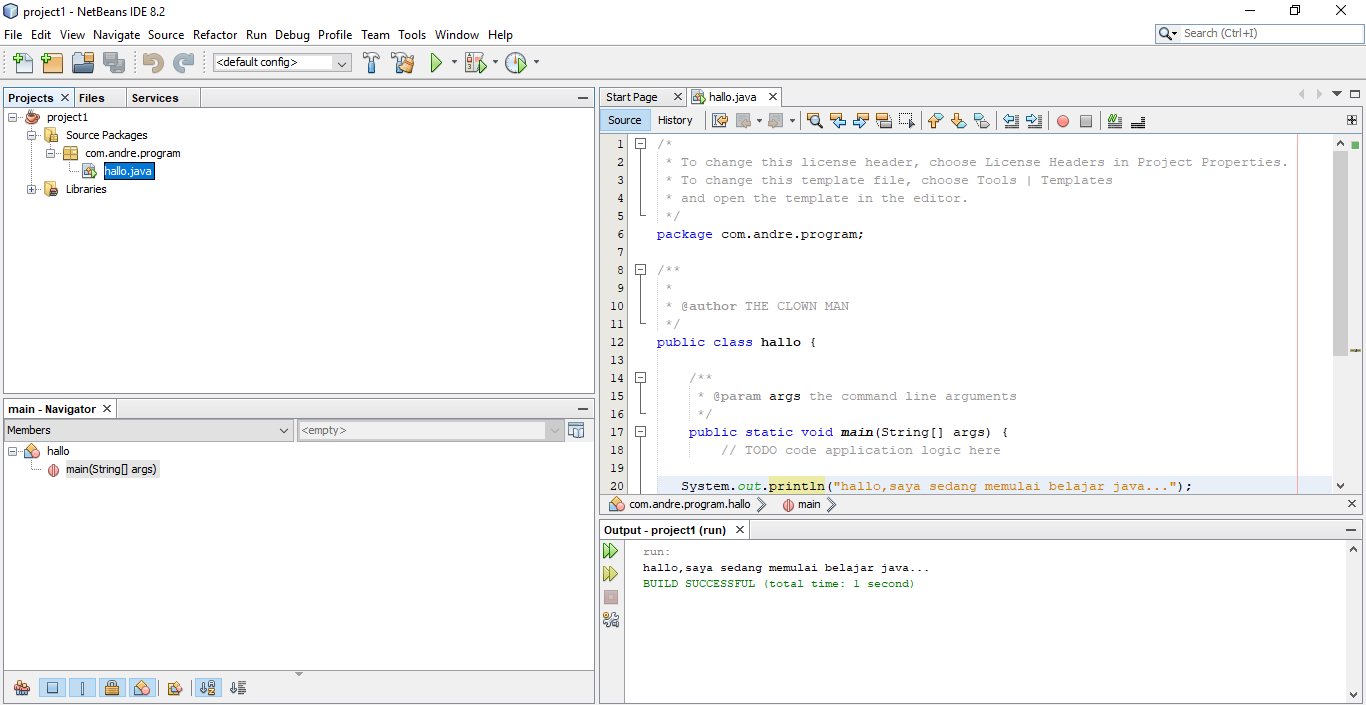 project1 - NetBeans IDE 8.2
File Edit View Navigate Source Refactor Run Debug Profile Team Tools Window Help
Search (Ctrl+I)
<default config>
Projects Files Services
project1
Source Packages
com.andre.program
hallo.java
Libraries
main - Navigator
Members
<empty>
hallo
main(String[] args)
Start Page hallo.java
Source History
1 /*
2 * To change this license header, choose License Headers in Project Properties.
3 * To change this template file, choose Tools | Templates
4 * and open the template in the editor.
5 */
6 package com.andre.program;
7
8 /**
9 *
10 * @author THE CLOWN MAN
11 */
12 public class hallo {
13
14 /**
15 * @param args the command line arguments
16 */
17 public static void main(String[] args) {
18 // TODO code application logic here
19
20 System.out.println("hallo,saya sedang memulai belajar java...");
com.andre.program.hallo main
Output - project1 (run)
run:
hallo,saya sedang memulai belajar java...
BUILD SUCCESSFUL (total time: 1 second)